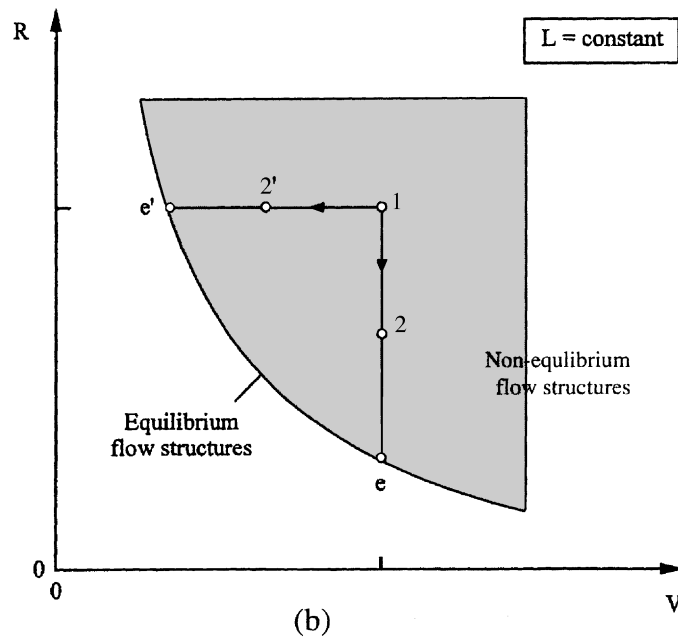 R
L = constant
2'
e'
1
2
Non-equlibrium
flow structures
Equilibrium
flow structures
e
0
0
V
(b)